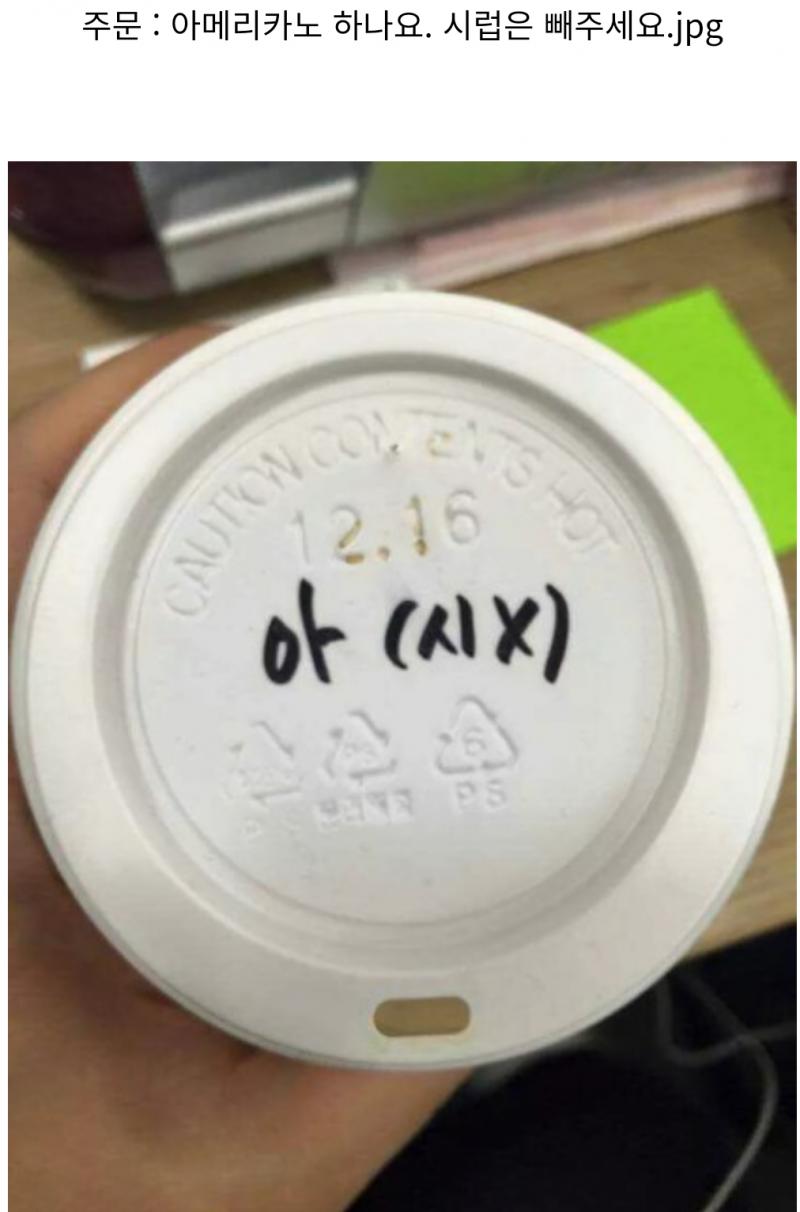 주문 : 아메리카노 하나요. 시럽은 빼주세요.jpg
CAUTION CONTENTS HOT
12.16
아 (시X)
6
PS